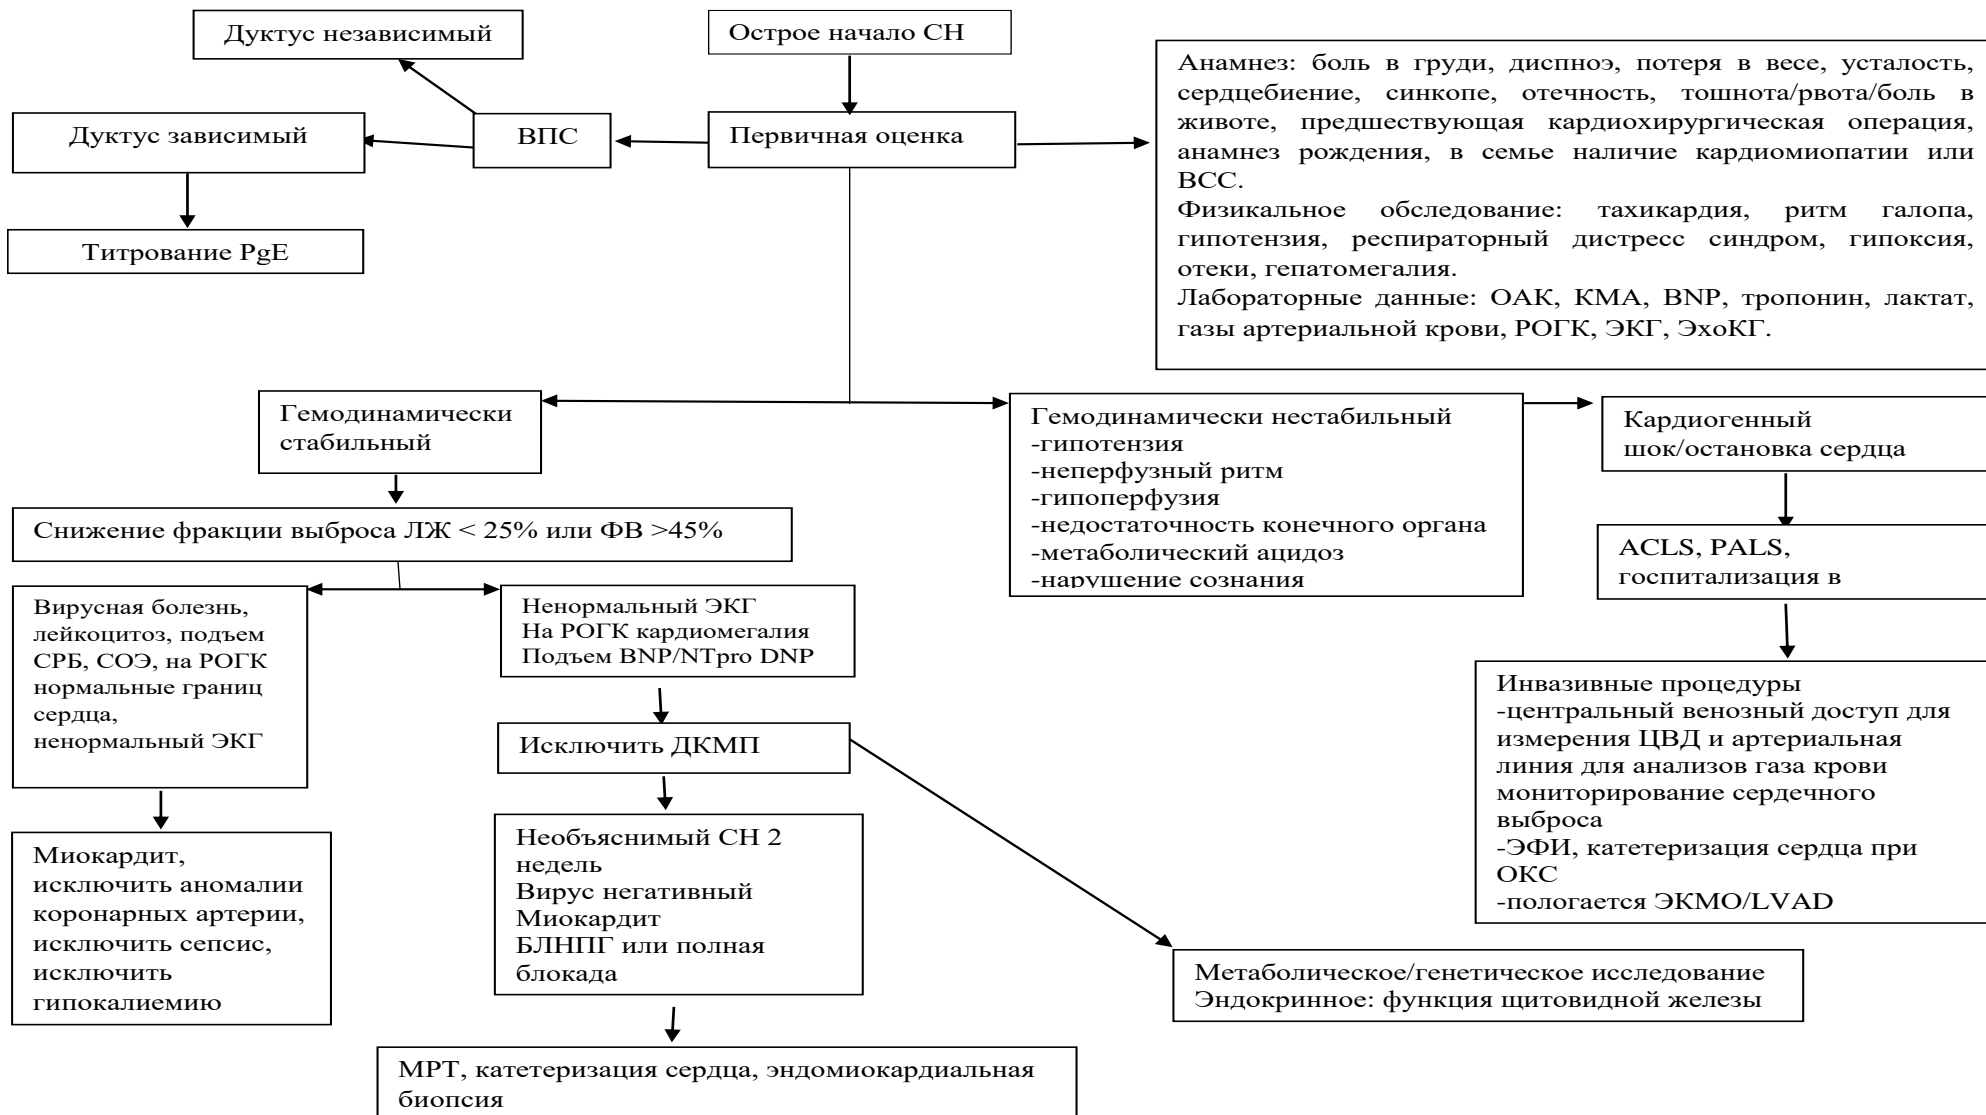 Дуктус независимый
Острое начало СН
Анамнез: боль в груди, диспноэ, потеря в весе, усталость,
сердцебиение, синкопе, отечность, тошнота/рвота/боль в
животе, предшествующая кардиохирургическая операция,
анамнез рождения, в семье наличие кардиомиопатии или
ВСС.
Физикальное обследование: тахикардия, ритм галопа,
гипотензия, респираторный дистресс синдром, гипоксия,
отеки, гепатомегалия.
Лабораторные данные: ОАК, КМА, BNP, тропонин, лактат,
газы артериальной крови, РОГК, ЭКГ, ЭхоКГ.
Дуктус зависимый
ВПС
Первичная оценка
Титрование PgE
Гемодинамически
стабильный
Гемодинамически нестабильный
-гипотензия
-неперфузный ритм
-гипоперфузия
-недостаточность конечного органа
-метаболический ацидоз
-нарушение сознания
Кардиогенный
шок/остановка сердца
Снижение фракции выброса ЛЖ < 25% или ФВ >45%
ACLS, PALS,
госпитализация в
Вирусная болезнь,
лейкоцитоз, подъем
СРБ, СОЭ, на РОГК
нормальные границ
сердца,
ненормальный ЭКГ
Ненормальный ЭКГ
На РОГК кардиомегалия
Подъем BNP/NTpro DNP
Инвазивные процедуры
-центральный венозный доступ для
измерения ЦВД и артериальная
линия для анализов газа крови
мониторирование сердечного
выброса
-ЭФИ, катетеризация сердца при
ОКС
-пологается ЭКМО/LVAD
Исключить ДКМП
Миокардит,
исключить аномалии
коронарных артерии,
исключить сепсис,
исключить
гипокалиемию
Необъяснимый СН 2
недель
Вирус негативный
Миокардит
БЛНПГ или полная
блокада
Метаболическое/генетическое исследование
Эндокринное: функция щитовидной железы
МРТ, катетеризация сердца, эндомиокардиальная
биопсия